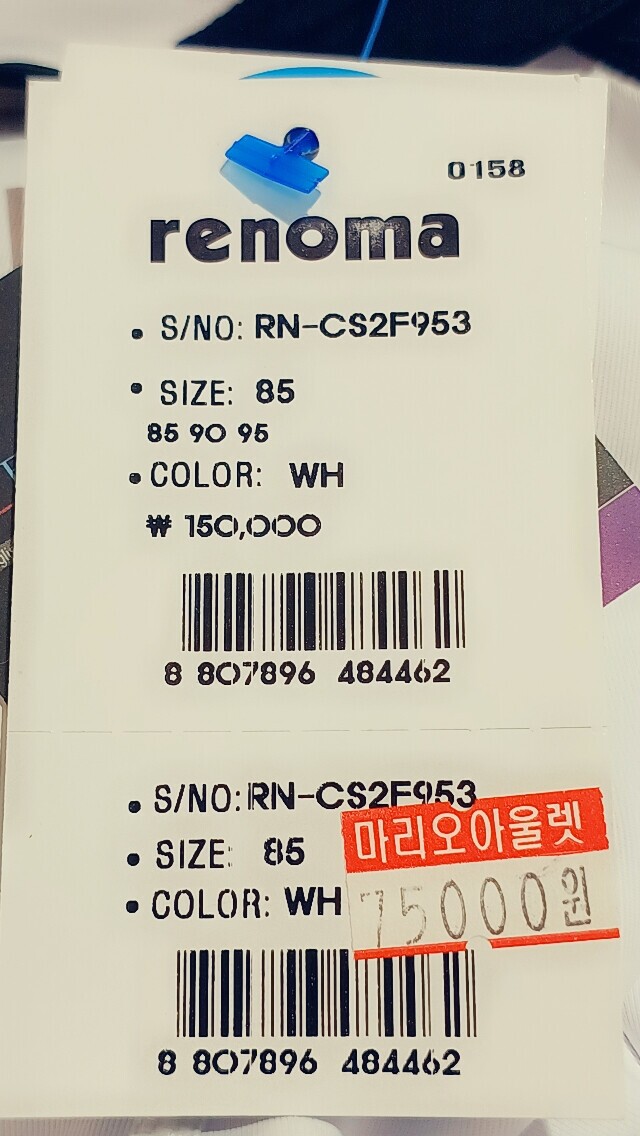 0158
renoma
• S/NO: RN-CS2F953
• SIZE: 85
85 90 95
• COLOR: WH
₩ 150,000
8 807896 484462
• S/NO: RN-CS2F953
• SIZE: 85
• COLOR: WH
마리오아울렛
75000원
8 807896 484462